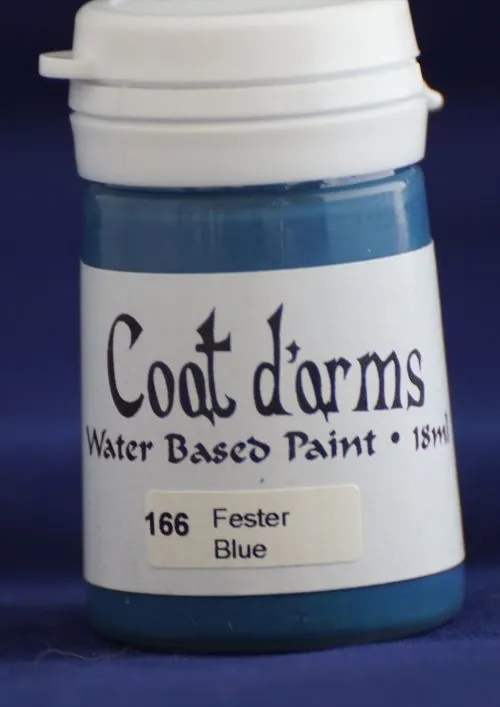 Coat d'arms
Water Based Paint • 18ml
166 Fester
Blue